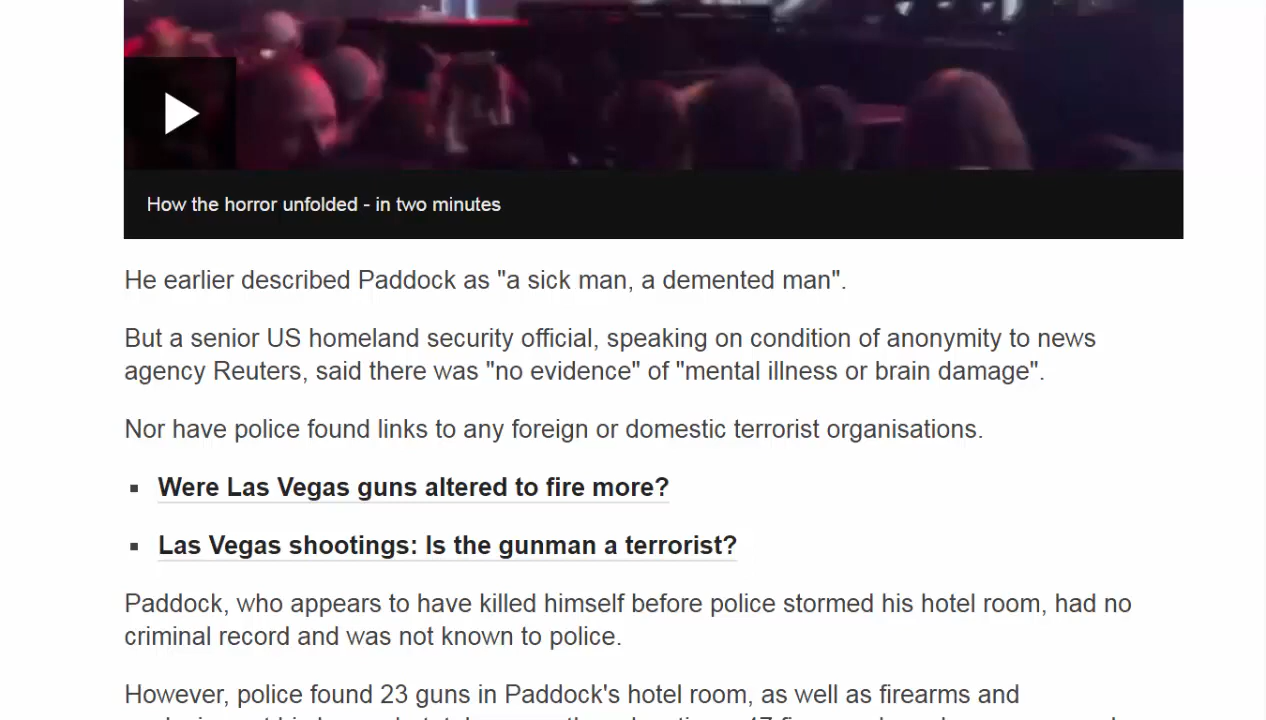 How the horror unfolded - in two minutes
He earlier described Paddock as "a sick man, a demented man".
But a senior US homeland security official, speaking on condition of anonymity to news
agency Reuters, said there was "no evidence" of "mental illness or brain damage".
Nor have police found links to any foreign or domestic terrorist organisations.
Were Las Vegas guns altered to fire more?
Las Vegas shootings: Is the gunman a terrorist?
Paddock, who appears to have killed himself before police stormed his hotel room, had no
criminal record and was not known to police.
However, police found 23 guns in Paddock's hotel room, as well as firearms and